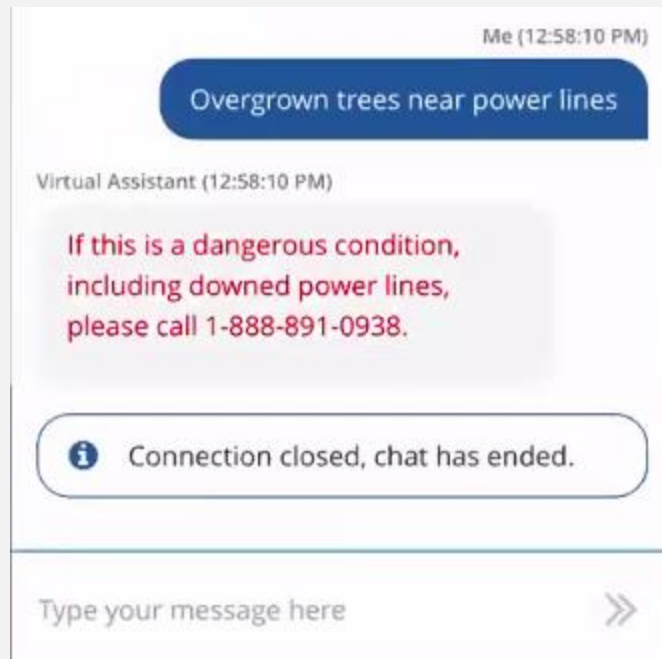 Me (12:58:10 PM)
Overgrown trees near power lines
Virtual Assistant (12:58:10 PM)
If this is a dangerous condition,
including downed power lines,
please call 1-888-891-0938.
Connection closed, chat has ended.
Type your message here